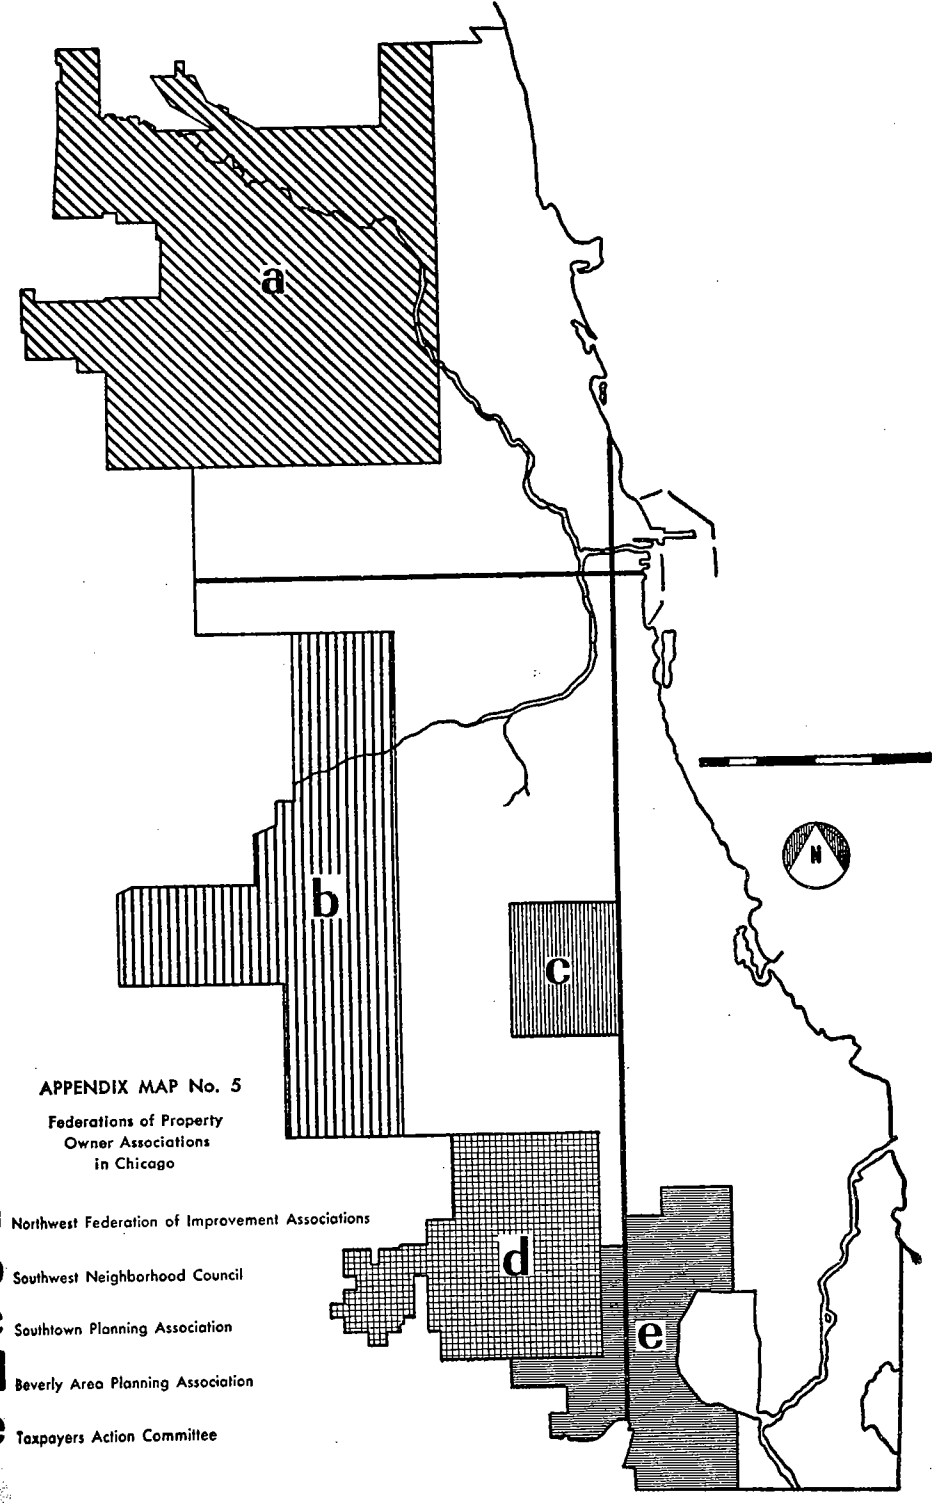 a
N
b
c
APPENDIX MAP No. 5
Federations of Property
Owner Associations
in Chicago
d
e
Northwest Federation of Improvement Associations
Southwest Neighborhood Council
Southtown Planning Association
Beverly Area Planning Association
Taxpayers Action Committee